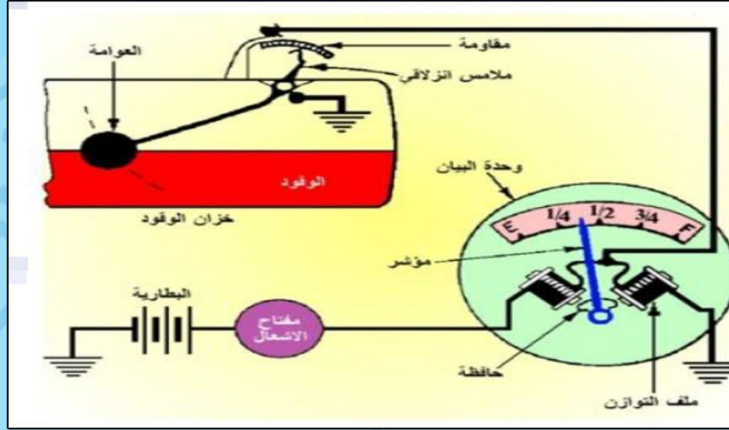 العوامة
مقاومة
ملامس انزلاقي
الوقود
خزان الوقود
وحدة البيان
E 1/4 1/2 3/4 F
مؤشر
البطارية
مفتاح
الاشعال
حافظة
ملف التوازن